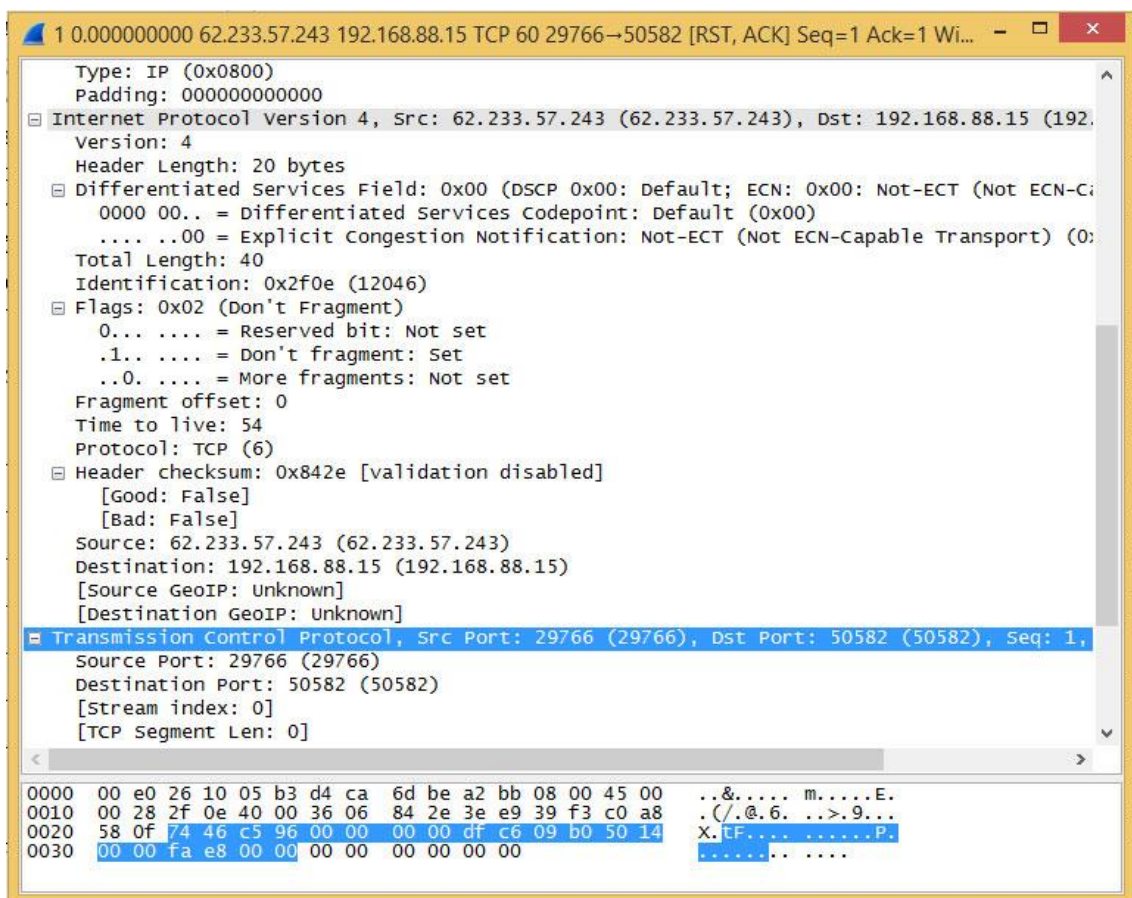 1 0.000000000 62.233.57.243 192.168.88.15 TCP 60 29766→50582 [RST, ACK] Seq=1 Ack=1 Wi...
Type: IP (0x0800)
Padding: 000000000000
Internet Protocol Version 4, Src: 62.233.57.243 (62.233.57.243), Dst: 192.168.88.15 (192.
Version: 4
Header Length: 20 bytes
Differentiated Services Field: 0x00 (DSCP 0x00: Default; ECN: 0x00: Not-ECT (Not ECN-Ca
0000 00.. = Differentiated Services Codepoint: Default (0x00)
.... ..00 = Explicit Congestion Notification: Not-ECT (Not ECN-Capable Transport) (0x
Total Length: 40
Identification: 0x2f0e (12046)
Flags: 0x02 (Don't Fragment)
0... .... = Reserved bit: Not set
.1.. .... = Don't fragment: Set
..0. .... = More fragments: Not set
Fragment offset: 0
Time to live: 54
Protocol: TCP (6)
Header checksum: 0x842e [validation disabled]
[Good: False]
[Bad: False]
Source: 62.233.57.243 (62.233.57.243)
Destination: 192.168.88.15 (192.168.88.15)
[Source GeoIP: Unknown]
[Destination GeoIP: Unknown]
Transmission Control Protocol, Src Port: 29766 (29766), Dst Port: 50582 (50582), Seq: 1,
Source Port: 29766 (29766)
Destination Port: 50582 (50582)
[Stream index: 0]
[TCP Segment Len: 0]
0000 00 e0 26 10 05 b3 d4 ca 6d be a2 bb 08 00 45 00 ..&..... m.....E.
0010 00 28 2f 0e 40 00 36 06 84 2e 3e e9 39 f3 c0 a8 .(/.@.6. ..>.9...
0020 58 0f 74 46 c5 96 00 00 00 00 df c6 09 b0 50 14 X.tF.... ......P.
0030 00 00 fa e8 00 00 00 00 00 00 00 00 ........ ....